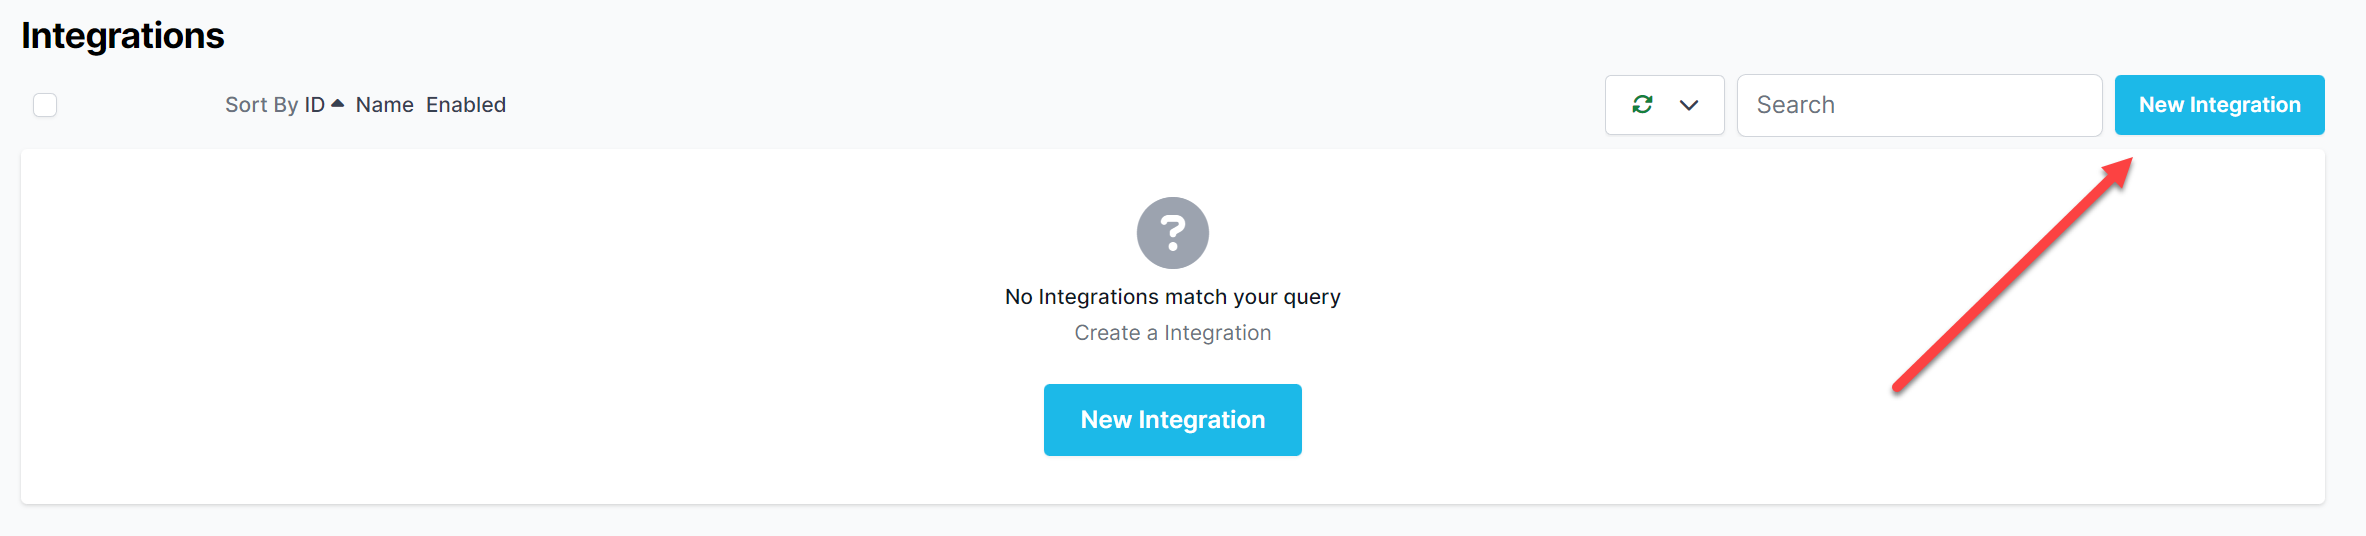 Integrations
Sort By ID Name Enabled
Search
New Integration
?
No Integrations match your query
Create a Integration
New Integration